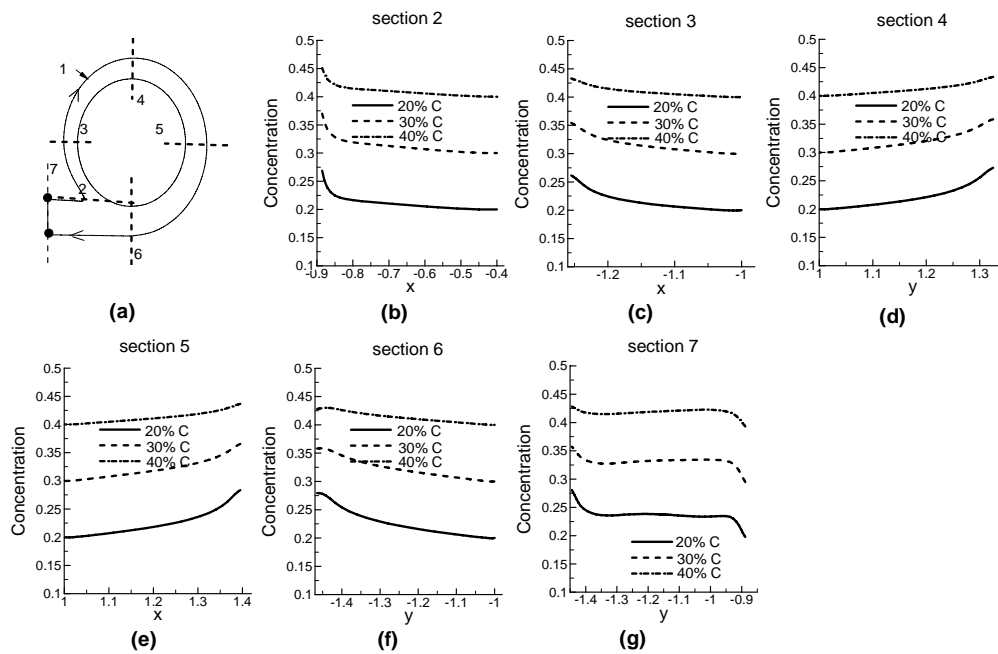 1
4
3
5
7
2
6
(a)
section 2
Concentration
0.5
0.45
0.4
0.35
0.3
0.25
0.2
0.15
0.1
20% C
30% C
40% C
-0.9 -0.8 -0.7 -0.6 -0.5 -0.4
x
(b)
section 3
Concentration
0.5
0.45
0.4
0.35
0.3
0.25
0.2
0.15
0.1
20% C
30% C
40% C
-1.2 -1.1 -1
x
(c)
section 4
Concentration
0.5
0.45
0.4
0.35
0.3
0.25
0.2
0.15
0.1
20% C
30% C
40% C
1 1.1 1.2 1.3
y
(d)
section 5
Concentration
0.5
0.45
0.4
0.35
0.3
0.25
0.2
0.15
0.1
20% C
30% C
40% C
1 1.1 1.2 1.3 1.4
x
(e)
section 6
Concentration
0.5
0.45
0.4
0.35
0.3
0.25
0.2
0.15
0.1
20% C
30% C
40% C
-1.4 -1.3 -1.2 -1.1 -1
y
(f)
section 7
Concentration
0.5
0.45
0.4
0.35
0.3
0.25
0.2
0.15
0.1
20% C
30% C
40% C
-1.4 -1.3 -1.2 -1.1 -1 -0.9
y
(g)